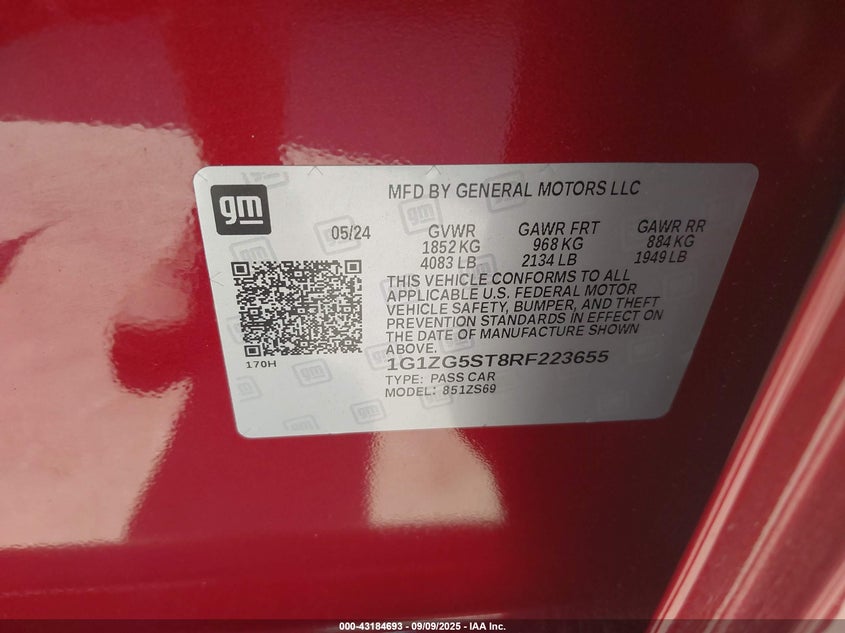 gm
MFD BY GENERAL MOTORS LLC
05/24 GVWR GAWR FRT GAWR RR
1852 KG 968 KG 884 KG
4083 LB 2134 LB 1949 LB
THIS VEHICLE CONFORMS TO ALL
APPLICABLE U.S. FEDERAL MOTOR
VEHICLE SAFETY, BUMPER, AND THEFT
PREVENTION STANDARDS IN EFFECT ON
THE DATE OF MANUFACTURE SHOWN
ABOVE.
170H
1G1ZG5ST8RF223655
TYPE: PASS CAR
MODEL: 851ZS69
000-43184693 - 09/09/2025 - IAA Inc.